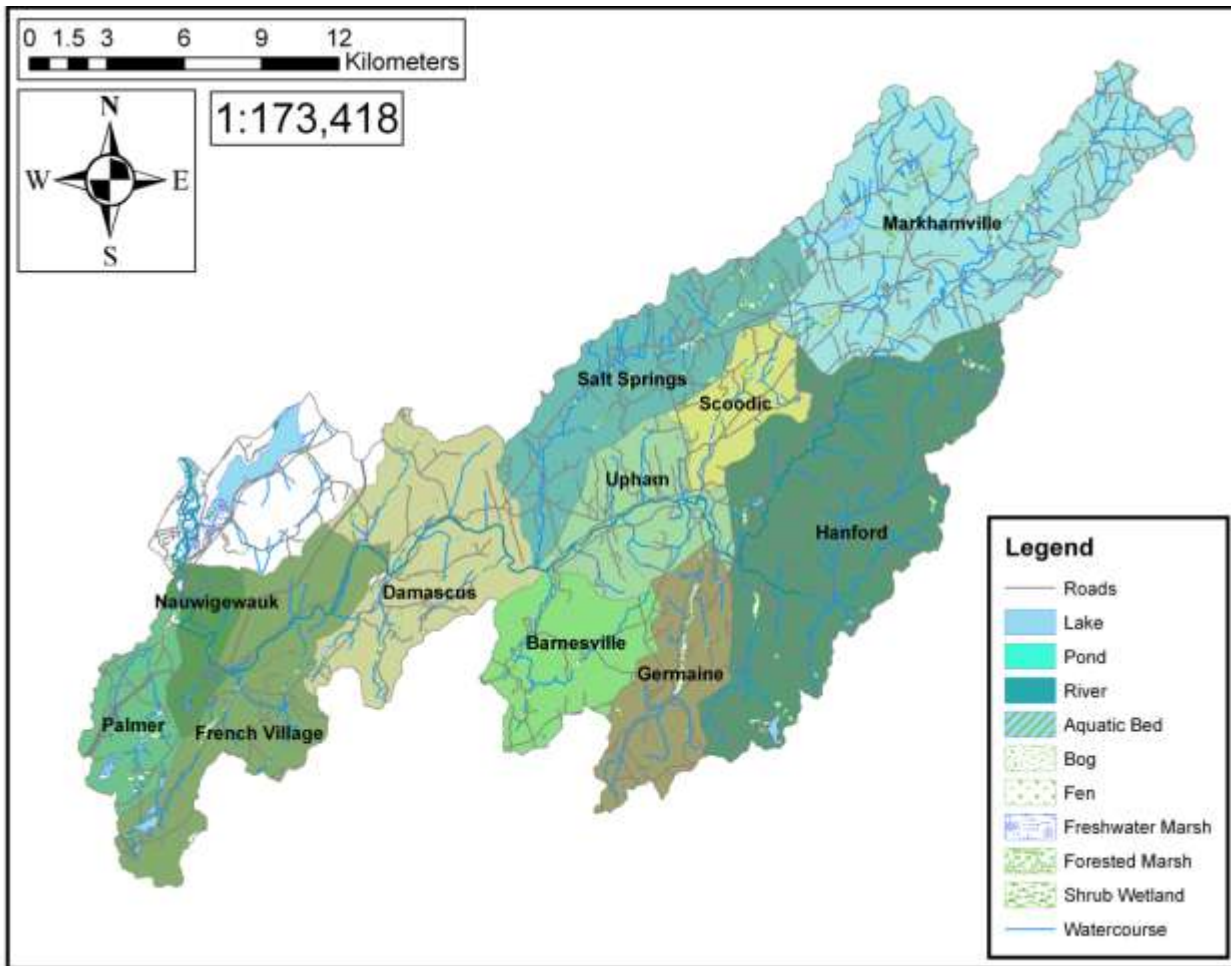 0 1.5 3 6 9 12
Kilometers
N
W E
S
1:173,418
Markhamville
Salt Springs
Scoodic
Upham
Hanford
Nauwigewauk
Damascus
Barnesville
Germaine
Palmer
French Village
Legend
Roads
Lake
Pond
River
Aquatic Bed
Bog
Fen
Freshwater Marsh
Forested Marsh
Shrub Wetland
Watercourse